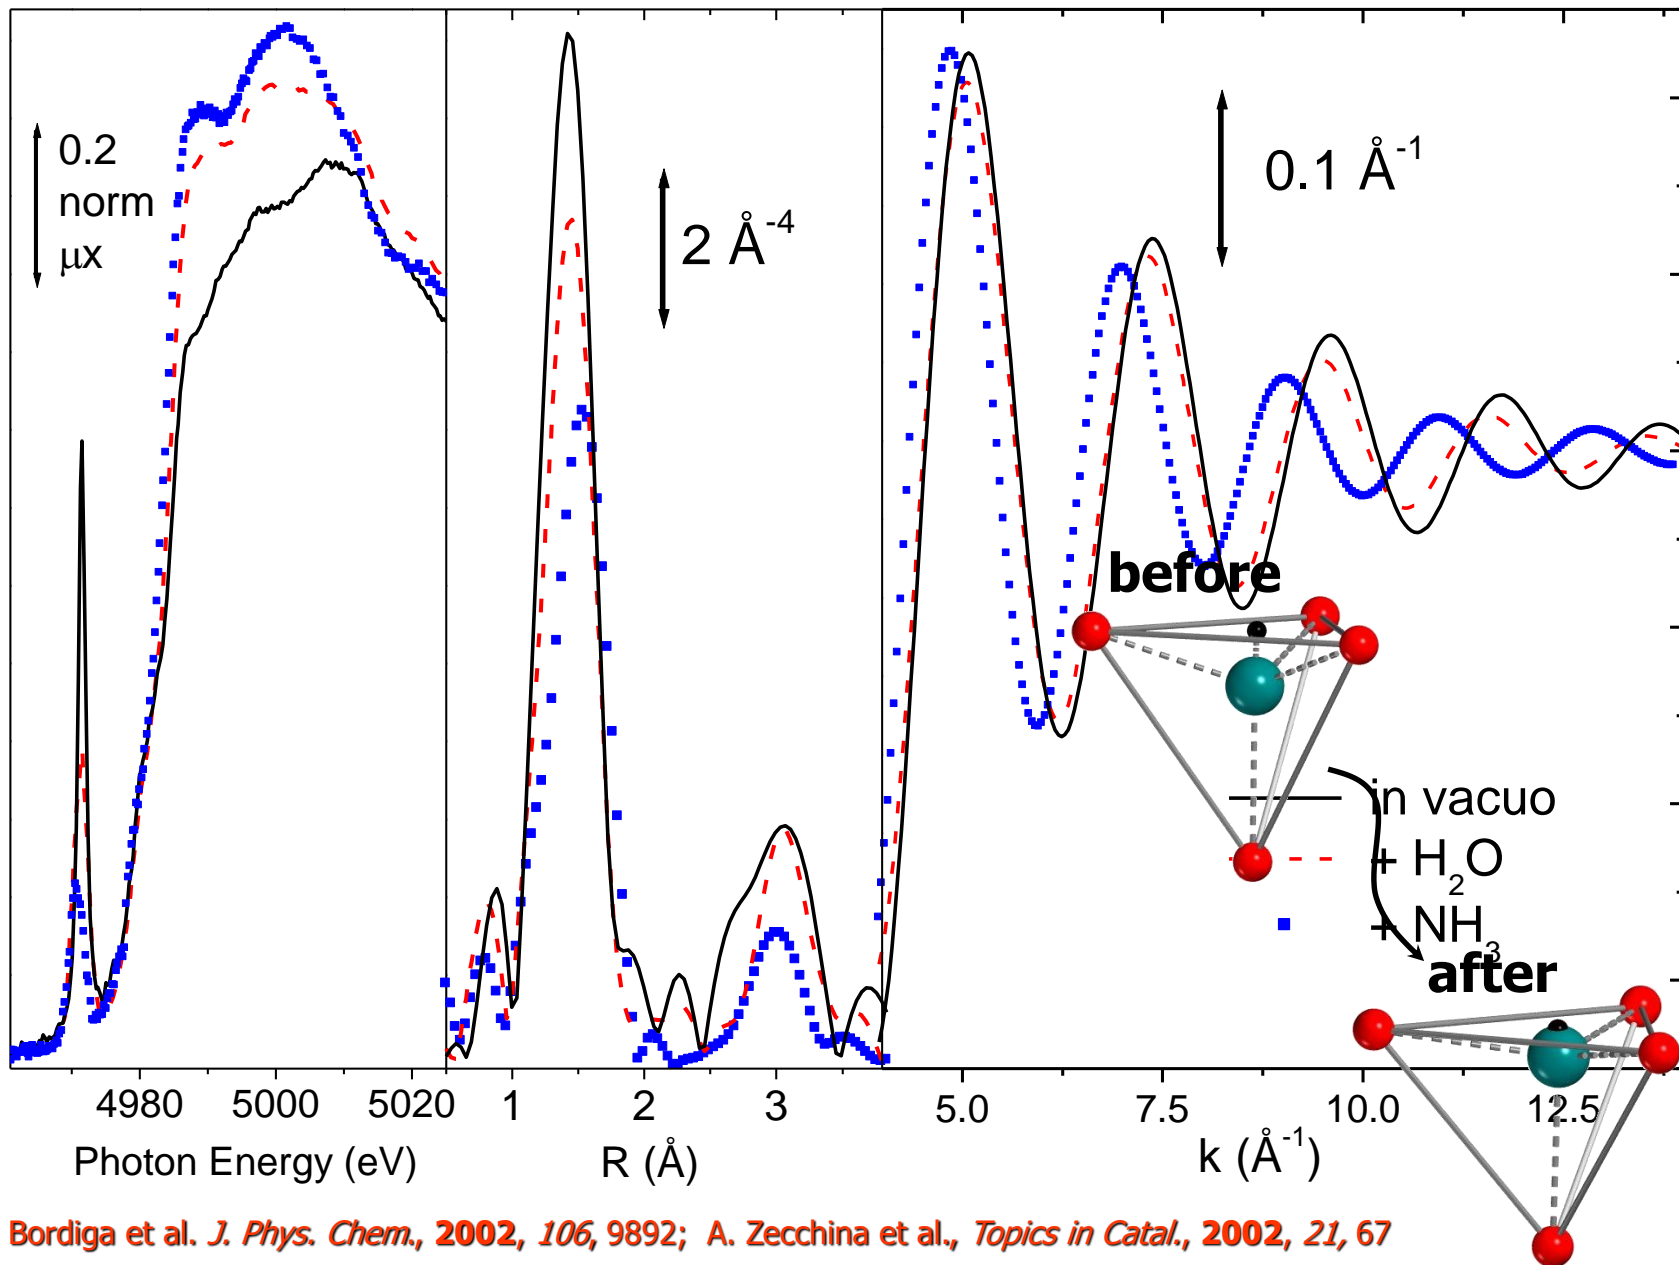 0.2
norm
μx
2 Å-4
0.1 Å-1
before
in vacuo
+ H2O
+ NH3
after
4980 5000 5020 1 2 3 5.0 7.5 10.0 12.5
Photon Energy (eV) R (Å) k (Å-1)
Bordiga et al. J. Phys. Chem., 2002, 106, 9892; A. Zecchina et al., Topics in Catal., 2002, 21, 67